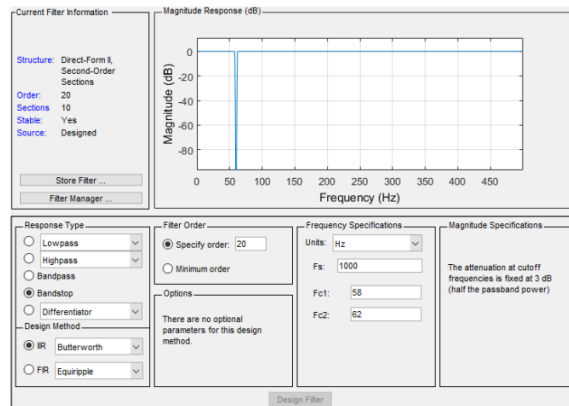 Current Filter Information
Structure: Direct-Form II,
Second-Order
Sections
Order: 20
Sections 10
Stable: Yes
Source: Designed
Store Filter ...
Filter Manager ...
Magnitude Response (dB)
Magnitude (dB)
0
-20
-40
-60
-80
0 50 100 150 200 250 300 350 400 450
Frequency (Hz)
Response Type
Lowpass
Highpass
Bandpass
Bandstop
Differentiator
Design Method
IIR Butterworth
FIR Equiripple
Filter Order
Specify order: 20
Minimum order
Options
There are no optional
parameters for this design
method.
Frequency Specifications
Units: Hz
Fs: 1000
Fc1: 58
Fc2: 62
Magnitude Specifications
The attenuation at cutoff
frequencies is fixed at 3 dB
(half the passband power)
Design Filter